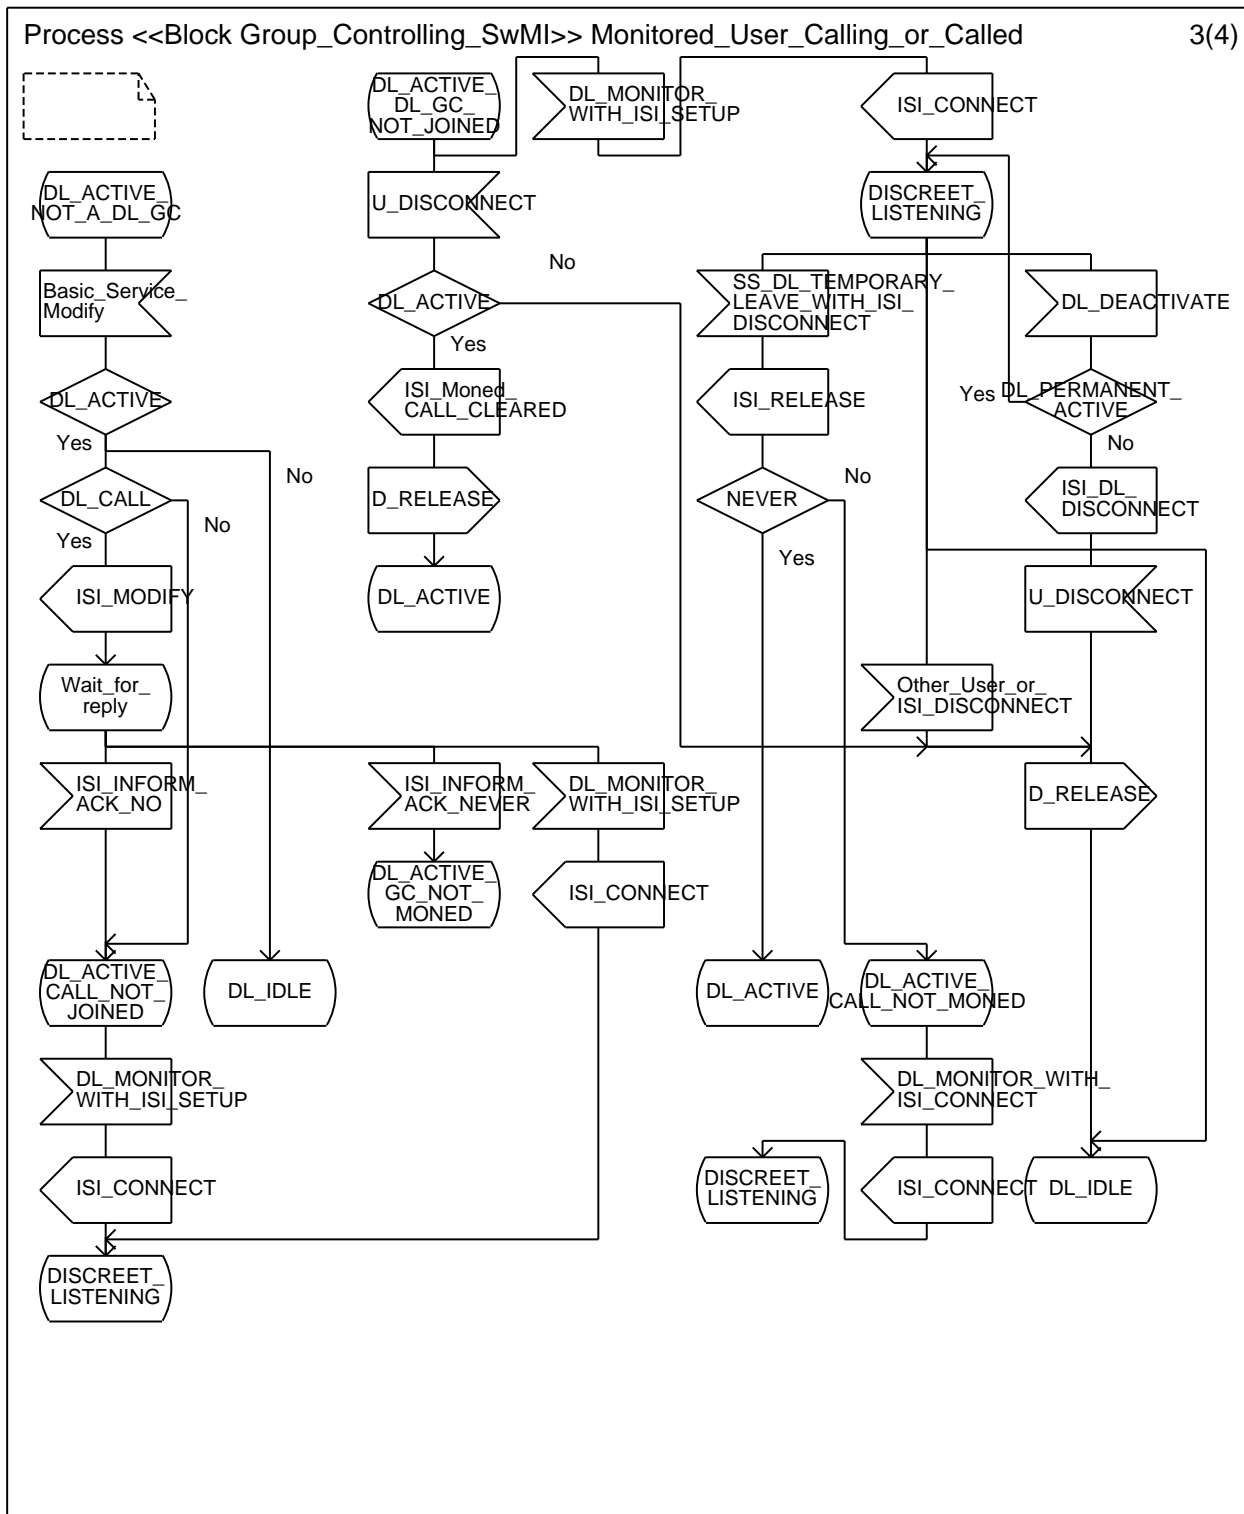 Process <<Block Group_Controlling_SwMI>> Monitored_User_Calling_or_Called
3(4)
DL_ACTIVE_
DL_GC_
NOT_JOINED
DL_MONITOR_
WITH_ISI_SETUP
ISI_CONNECT
DL_ACTIVE_
NOT_A_DL_GC
U_DISCONNECT
DISCREET_
LISTENING
Basic_Service_
Modify
DL_ACTIVE
No
Yes
SS_DL_TEMPORARY_
LEAVE_WITH_ISI_
DISCONNECT
DL_DEACTIVATE
DL_ACTIVE
Yes
No
ISI_Moned_
CALL_CLEARED
ISI_RELEASE
Yes
DL_PERMANENT_
ACTIVE
No
DL_CALL
Yes
No
D_RELEASE
NEVER
No
Yes
ISI_DL_
DISCONNECT
ISI_MODIFY
DL_ACTIVE
U_DISCONNECT
Wait_for_
reply
Other_User_or_
ISI_DISCONNECT
ISI_INFORM_
ACK_NO
ISI_INFORM_
ACK_NEVER
DL_MONITOR_
WITH_ISI_SETUP
D_RELEASE
DL_ACTIVE_
GC_NOT_
MONED
ISI_CONNECT
DL_ACTIVE_
CALL_NOT_
JOINED
DL_IDLE
DL_ACTIVE
DL_ACTIVE_
CALL_NOT_MONED
DL_MONITOR_
WITH_ISI_SETUP
DL_MONITOR_WITH_
ISI_CONNECT
ISI_CONNECT
DISCREET_
LISTENING
ISI_CONNECT
DL_IDLE
DISCREET_
LISTENING